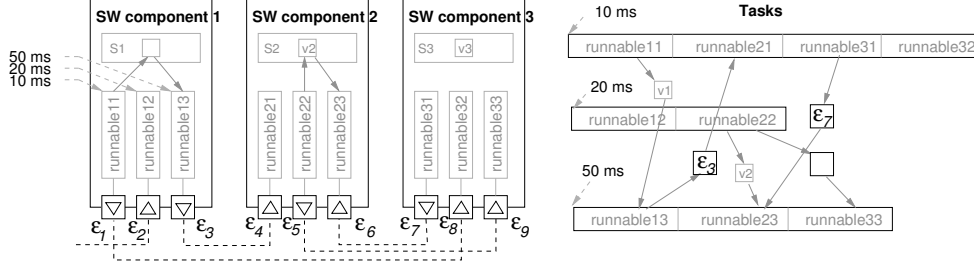 SW component 1
SW component 2
SW component 3
S1
S2
v2
S3
v3
50 ms
20 ms
10 ms
runnable11
runnable12
runnable13
runnable21
runnable22
runnable23
runnable31
runnable32
runnable33
ε1
ε2
ε3
ε4
ε5
ε6
ε7
ε8
ε9
10 ms
Tasks
runnable11 runnable21 runnable31 runnable32
v1
20 ms
runnable12 runnable22
ε7
ε3
v2
50 ms
runnable13 runnable23 runnable33